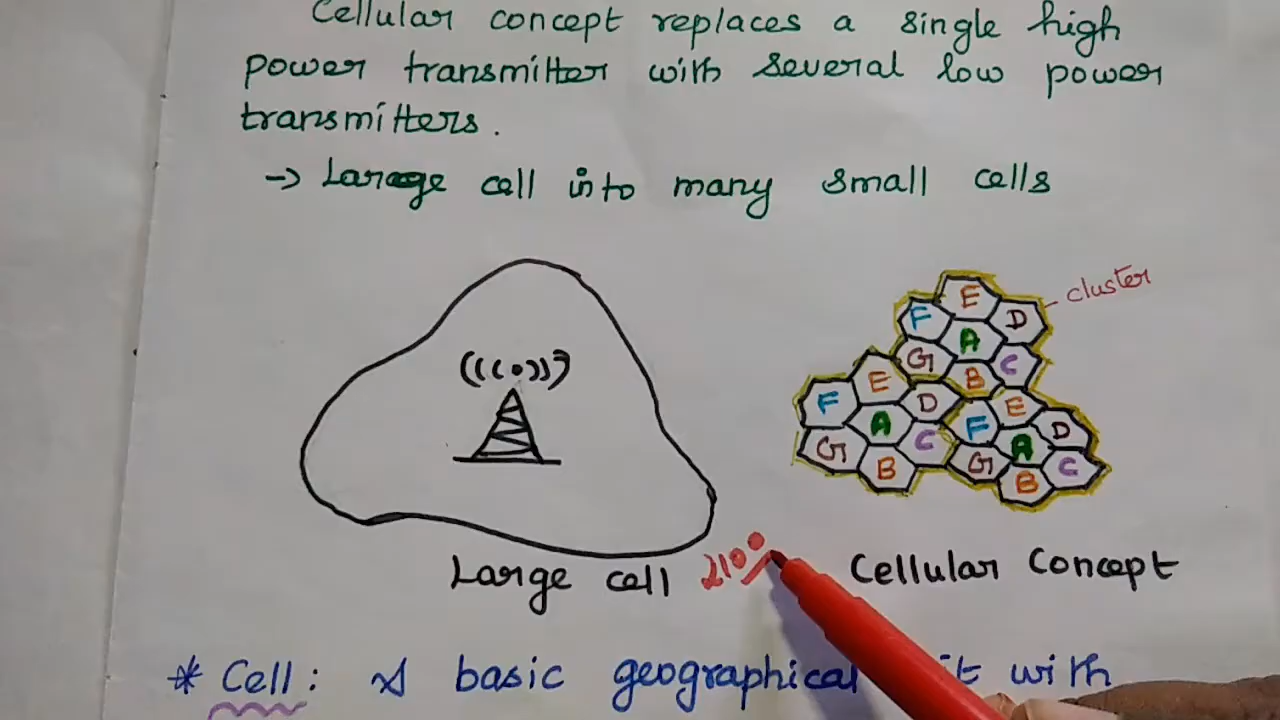 Cellular concept replaces a single high
power transmitter with several low power
transmitters.
→ Large cell into many small cells
cluster
E
F D
A
G C
B
E
F D
A
G C
B
E
F D
A
G C
B
Large cell
Cellular Concept
* Cell: A basic geographical with